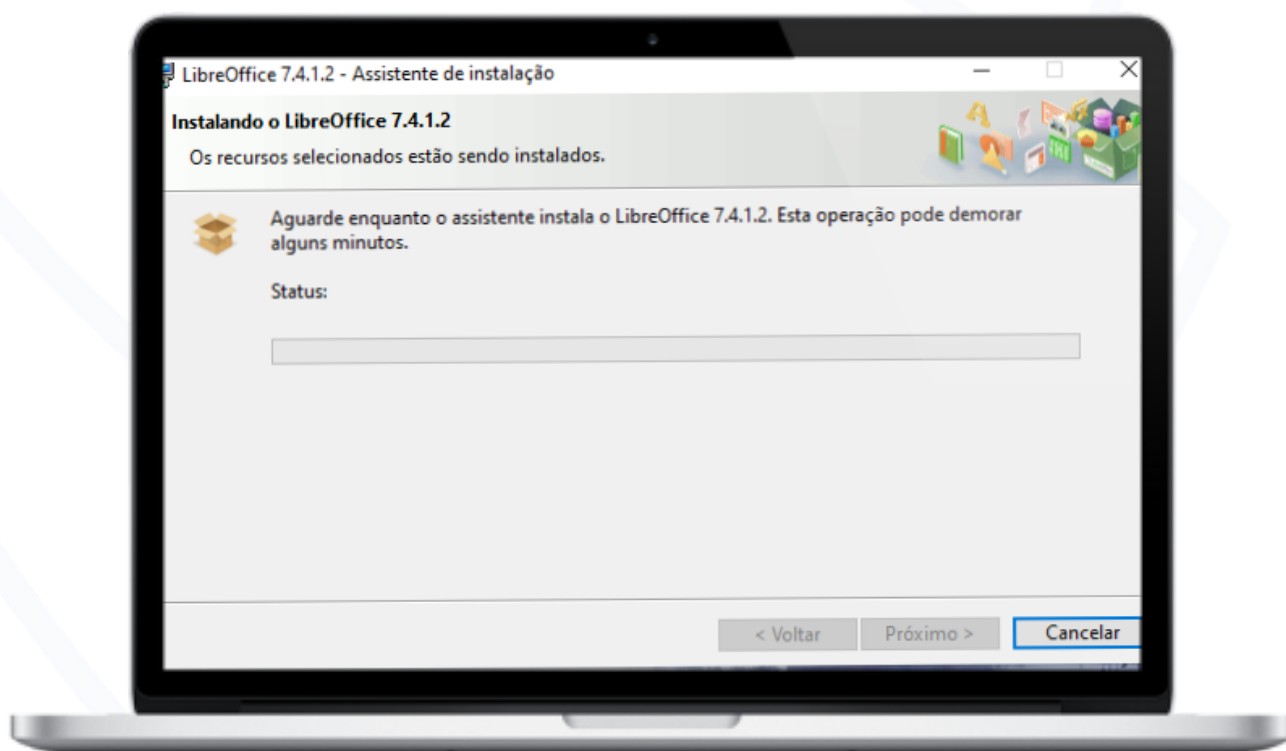 LibreOffice 7.4.1.2 - Assistente de instalação
Instalando o LibreOffice 7.4.1.2
Os recursos selecionados estão sendo instalados.
Aguarde enquanto o assistente instala o LibreOffice 7.4.1.2. Esta operação pode demorar
alguns minutos.
Status:
< Voltar Próximo > Cancelar